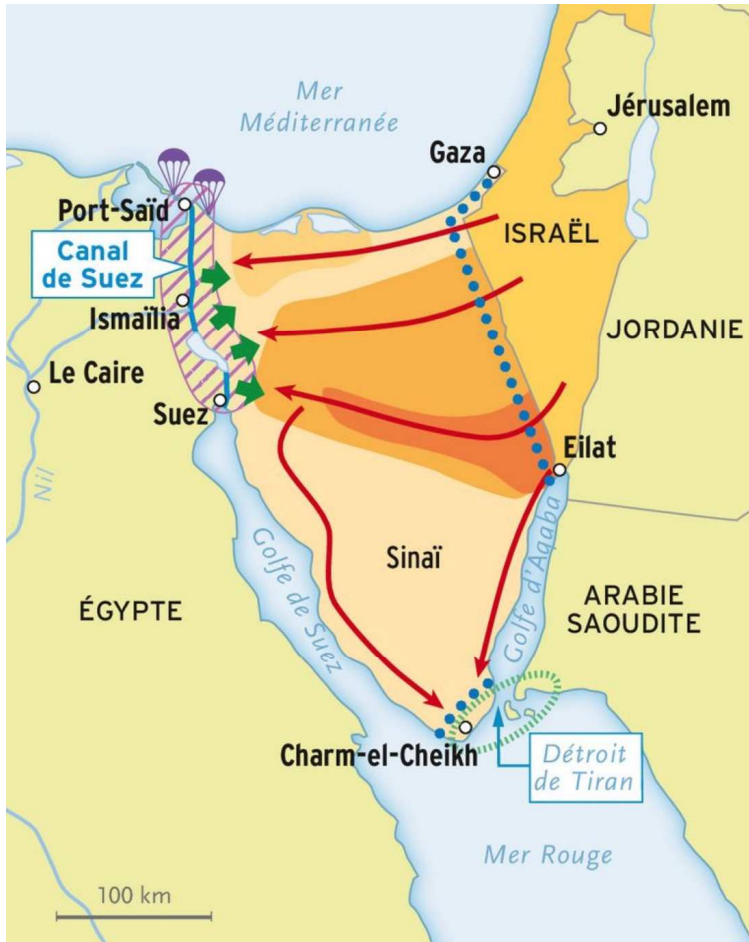 Mer
Méditerranée
Jérusalem
Gaza
Port-Saïd
ISRAËL
Canal
de Suez
Ismaïlia
JORDANIE
Le Caire
Suez
Eilat
Nil
Golfe d'Aqaba
Sinaï
Golfe de Suez
ÉGYPTE
ARABIE
SAOUDITE
Charm-el-Cheikh
Détroit
de Tiran
Mer Rouge
100 km